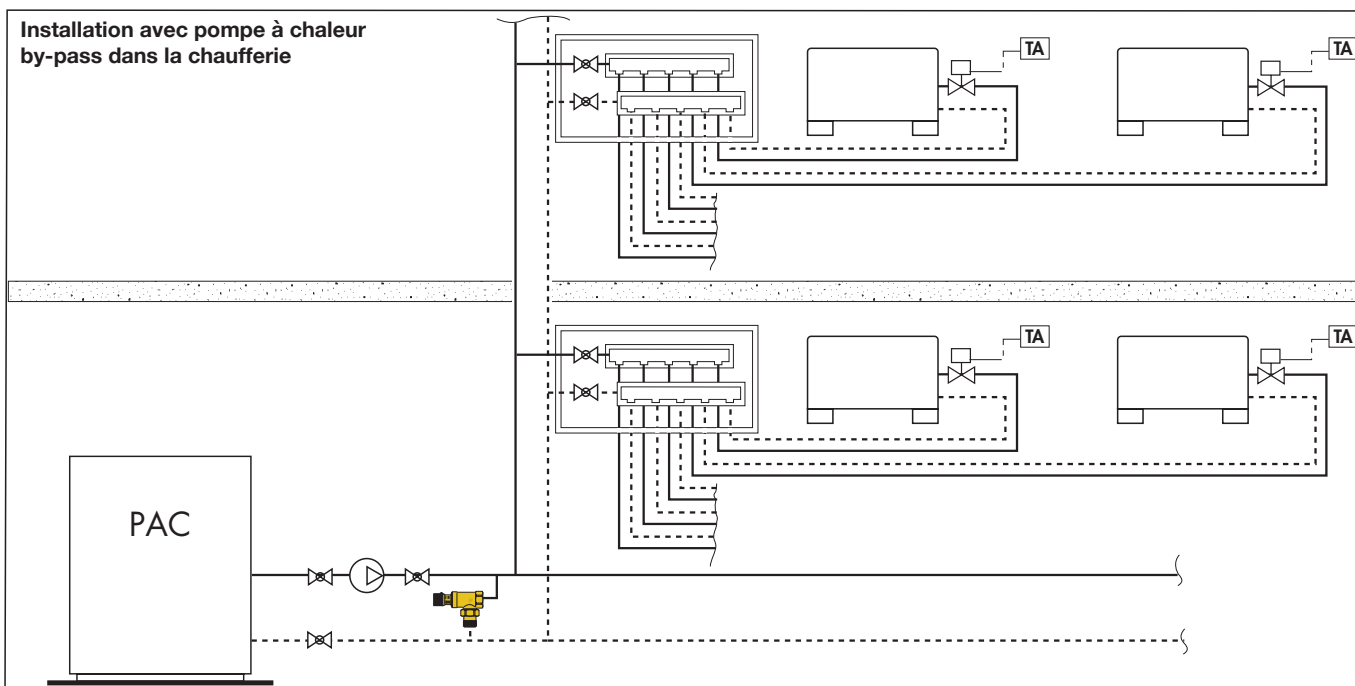 Installation avec pompe à chaleur
by-pass dans la chaufferie
TA
TA
TA
TA
PAC